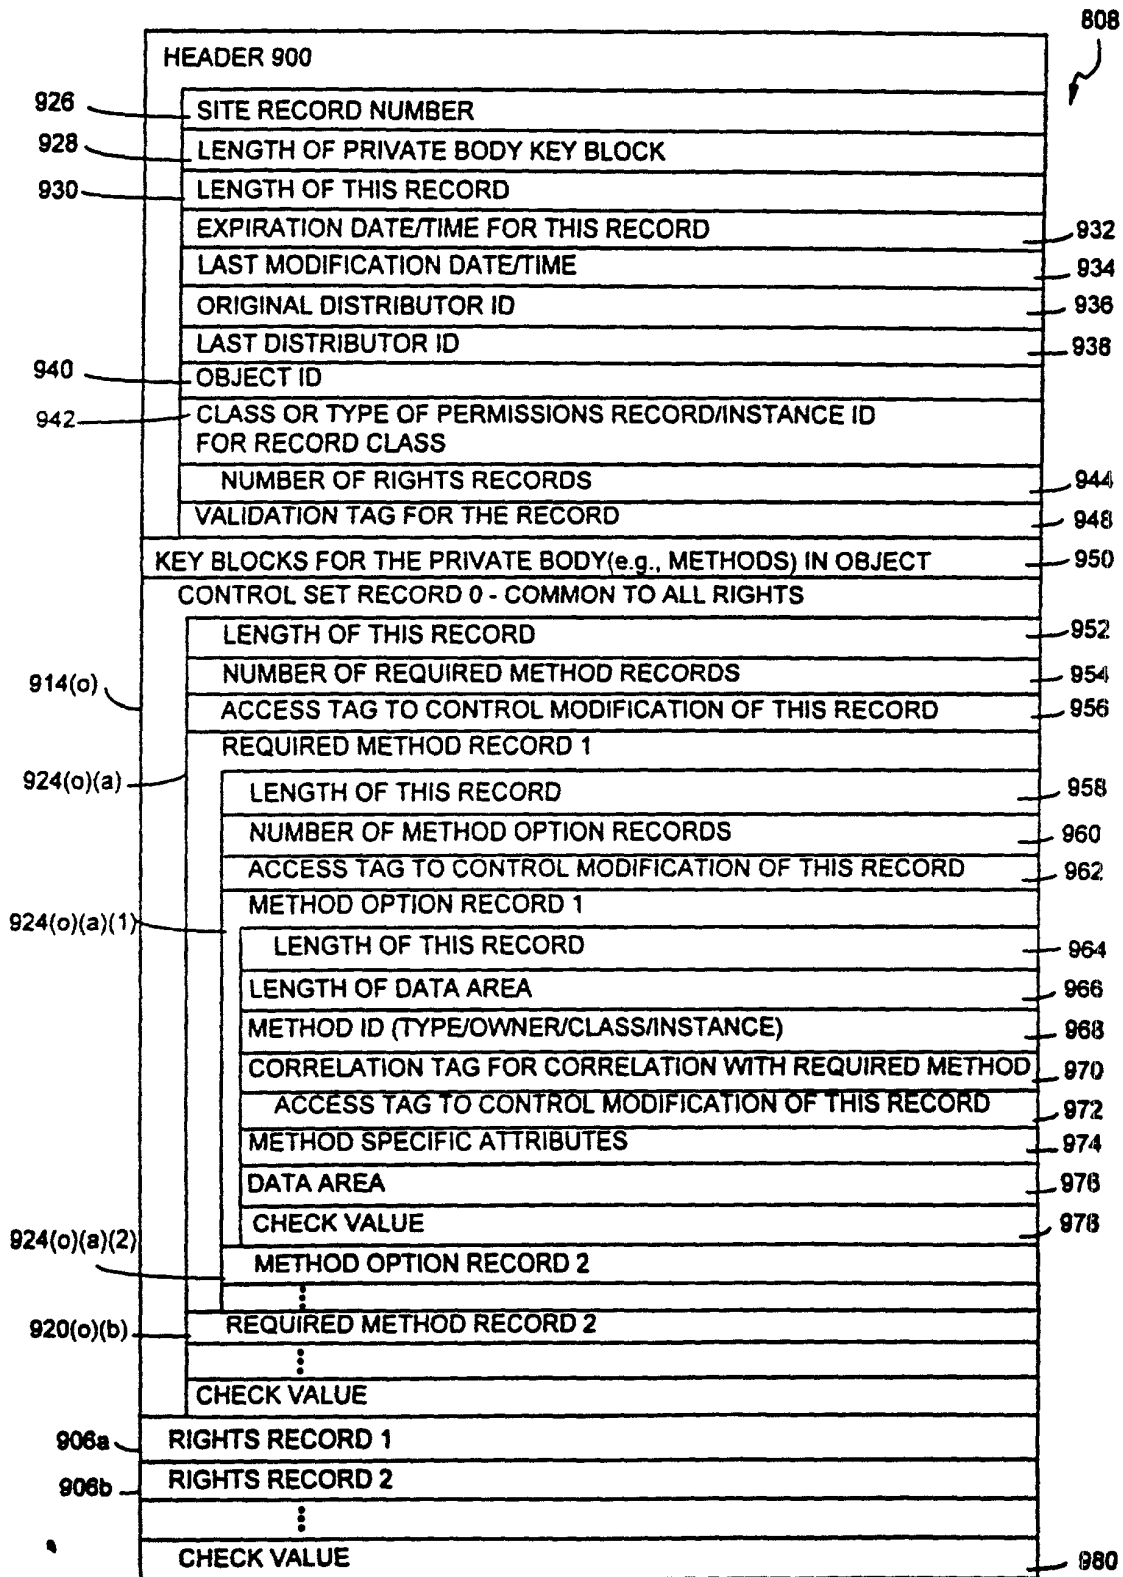 808
HEADER 900
926 SITE RECORD NUMBER
928 LENGTH OF PRIVATE BODY KEY BLOCK
930 LENGTH OF THIS RECORD
EXPIRATION DATE/TIME FOR THIS RECORD 932
LAST MODIFICATION DATE/TIME 934
ORIGINAL DISTRIBUTOR ID 936
LAST DISTRIBUTOR ID 938
940 OBJECT ID
942 CLASS OR TYPE OF PERMISSIONS RECORD/INSTANCE ID
FOR RECORD CLASS
NUMBER OF RIGHTS RECORDS 944
VALIDATION TAG FOR THE RECORD 948
KEY BLOCKS FOR THE PRIVATE BODY(e.g., METHODS) IN OBJECT 950
CONTROL SET RECORD 0 - COMMON TO ALL RIGHTS
LENGTH OF THIS RECORD 952
914(o) NUMBER OF REQUIRED METHOD RECORDS 954
ACCESS TAG TO CONTROL MODIFICATION OF THIS RECORD 956
REQUIRED METHOD RECORD 1
924(o)(a) LENGTH OF THIS RECORD 958
NUMBER OF METHOD OPTION RECORDS 960
ACCESS TAG TO CONTROL MODIFICATION OF THIS RECORD 962
METHOD OPTION RECORD 1
924(o)(a)(1) LENGTH OF THIS RECORD 964
LENGTH OF DATA AREA 966
METHOD ID (TYPE/OWNER/CLASS/INSTANCE) 968
CORRELATION TAG FOR CORRELATION WITH REQUIRED METHOD 970
ACCESS TAG TO CONTROL MODIFICATION OF THIS RECORD 972
METHOD SPECIFIC ATTRIBUTES 974
DATA AREA 976
CHECK VALUE 978
924(o)(a)(2) METHOD OPTION RECORD 2
920(o)(b) REQUIRED METHOD RECORD 2
CHECK VALUE
906a RIGHTS RECORD 1
906b RIGHTS RECORD 2
CHECK VALUE 980